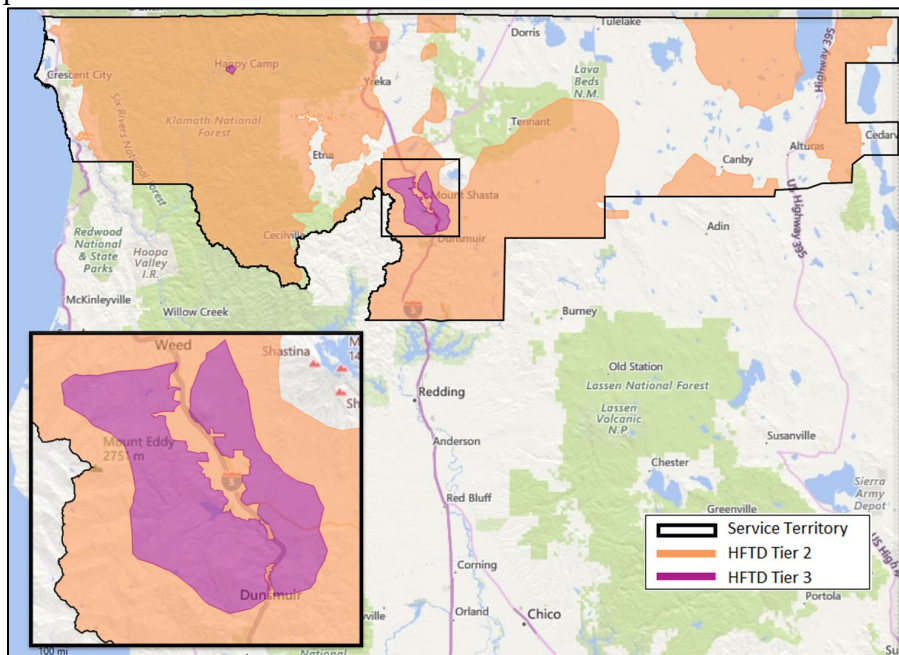 Tulelake
Dorris
Happy Camp
Crescent City
5
Yreka
Highway 395
Lava
Beds
N.M.
Six Rivers National Forest
Klamath National
Forest
Tennant
Etna
Alturas
Canby
Mount Shasta
US Highway 395
Cecilville
Dunsmuir
Adin
Redwood
National
& State
Parks
Hoopa
Valley
I.R.
McKinleyville
Willow Creek
Burney
5
Weed
Shastina
Mount Eddy
2751 m
5
Dunsmuir
100 mi
Redding
Old Station
Lassen National Forest
Lassen
Volcanic
N.P.
Anderson
Susanville
Chester
Sierra
Army
Depot
Red Bluff
Greenville
Service Territory
HFTD Tier 2
HFTD Tier 3
Corning
Portola
Orland
Chico